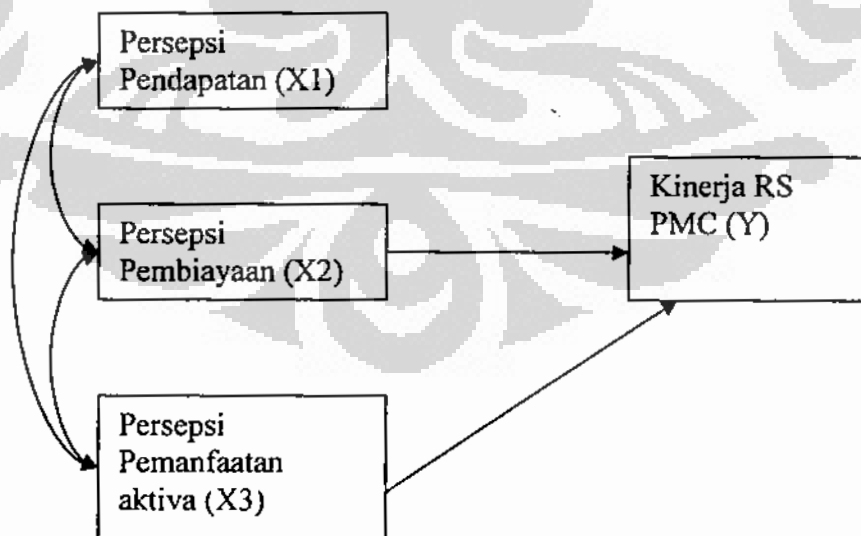 Persepsi
Pendapatan (X1)
Persepsi
Pembiayaan (X2)
Kinerja RS
PMC (Y)
Persepsi
Pemanfaatan
aktiva (X3)